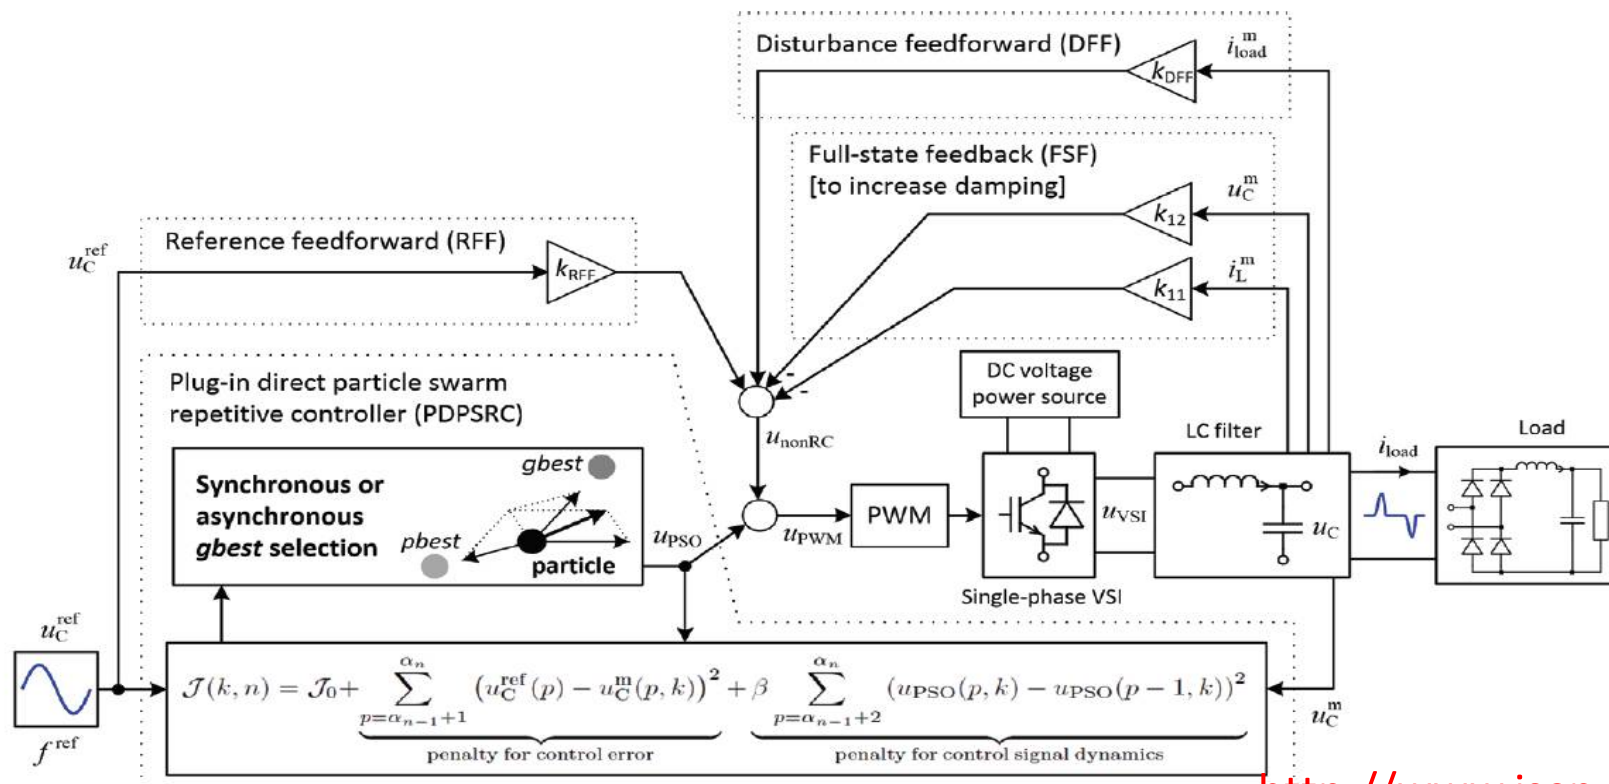 Disturbance feedforward (DFF)
i_load^m
k_DFF
Full-state feedback (FSF)
[to increase damping]
u_C^m
k_12
i_L^m
k_11
Reference feedforward (RFF)
u_C^ref
k_RFF
-
-
Plug-in direct particle swarm
repetitive controller (PDPSRC)
DC voltage
power source
u_nonRC
LC filter
Load
i_load
Synchronous or
asynchronous
gbest selection
gbest
pbest
particle
u_PSO
u_PWM
PWM
u_VSI
u_C
Single-phase VSI
u_C^ref
f^ref
𝒥(k, n) = 𝒥_0 + ∑_{p=α_{n−1}+1}^{α_n} (u_C^ref(p) − u_C^m(p, k))^2 + β ∑_{p=α_{n−1}+2}^{α_n} (u_PSO(p, k) − u_PSO(p − 1, k))^2
penalty for control error
penalty for control signal dynamics
u_C^m